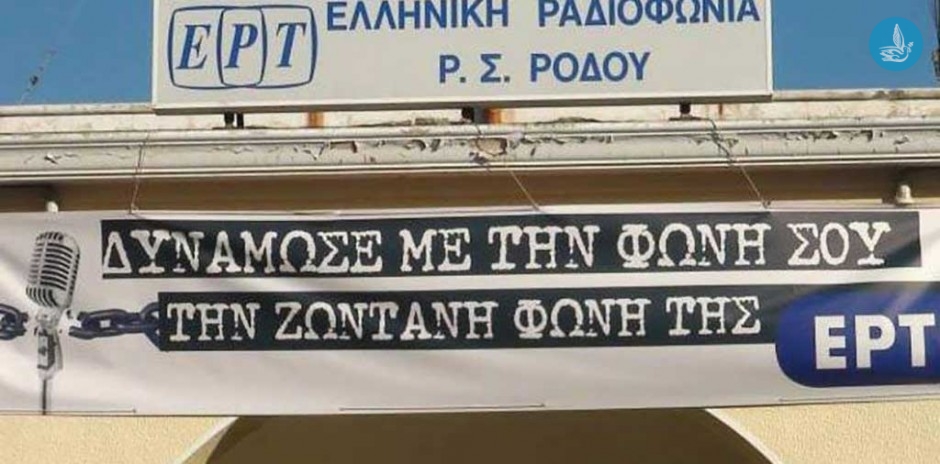 ΕΡΤ
ΕΛΛΗΝΙΚΗ ΡΑΔΙΟΦΩΝΙΑ
Ρ. Σ. ΡΟΔΟΥ
ΔΥΝΑΜΩΣΕ ΜΕ ΤΗΝ ΦΩΝΗ ΣΟΥ
ΤΗΝ ΖΩΝΤΑΝΗ ΦΩΝΗ ΤΗΣ
ΕΡΤ